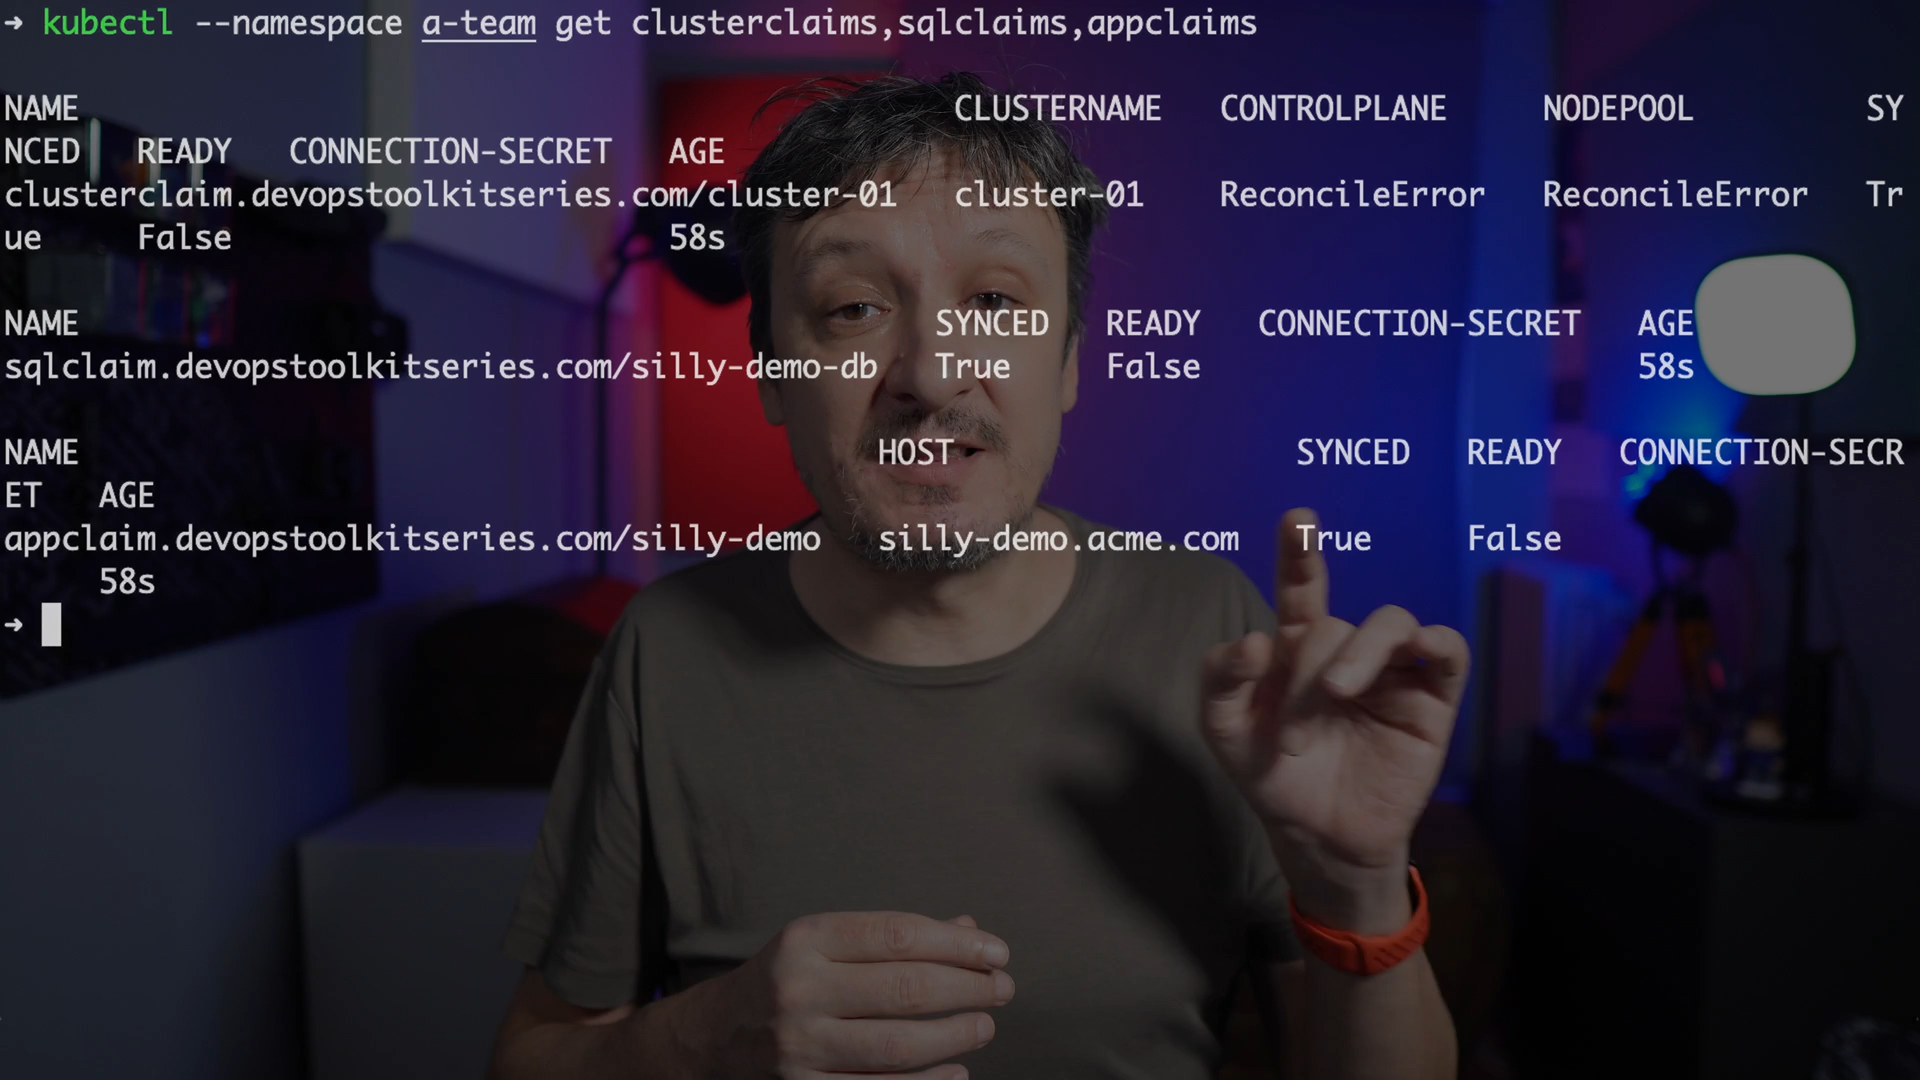 ➜ kubectl --namespace a-team get clusterclaims,sqlclaims,appclaims
NAME CLUSTERNAME CONTROLPLANE NODEPOOL SY
NCED READY CONNECTION-SECRET AGE
clusterclaim.devopstoolkitseries.com/cluster-01 cluster-01 ReconcileError ReconcileError Tr
ue False 58s
NAME SYNCED READY CONNECTION-SECRET AGE
sqlclaim.devopstoolkitseries.com/silly-demo-db True False 58s
NAME HOST SYNCED READY CONNECTION-SECR
ET AGE
appclaim.devopstoolkitseries.com/silly-demo silly-demo.acme.com True False
58s
➜